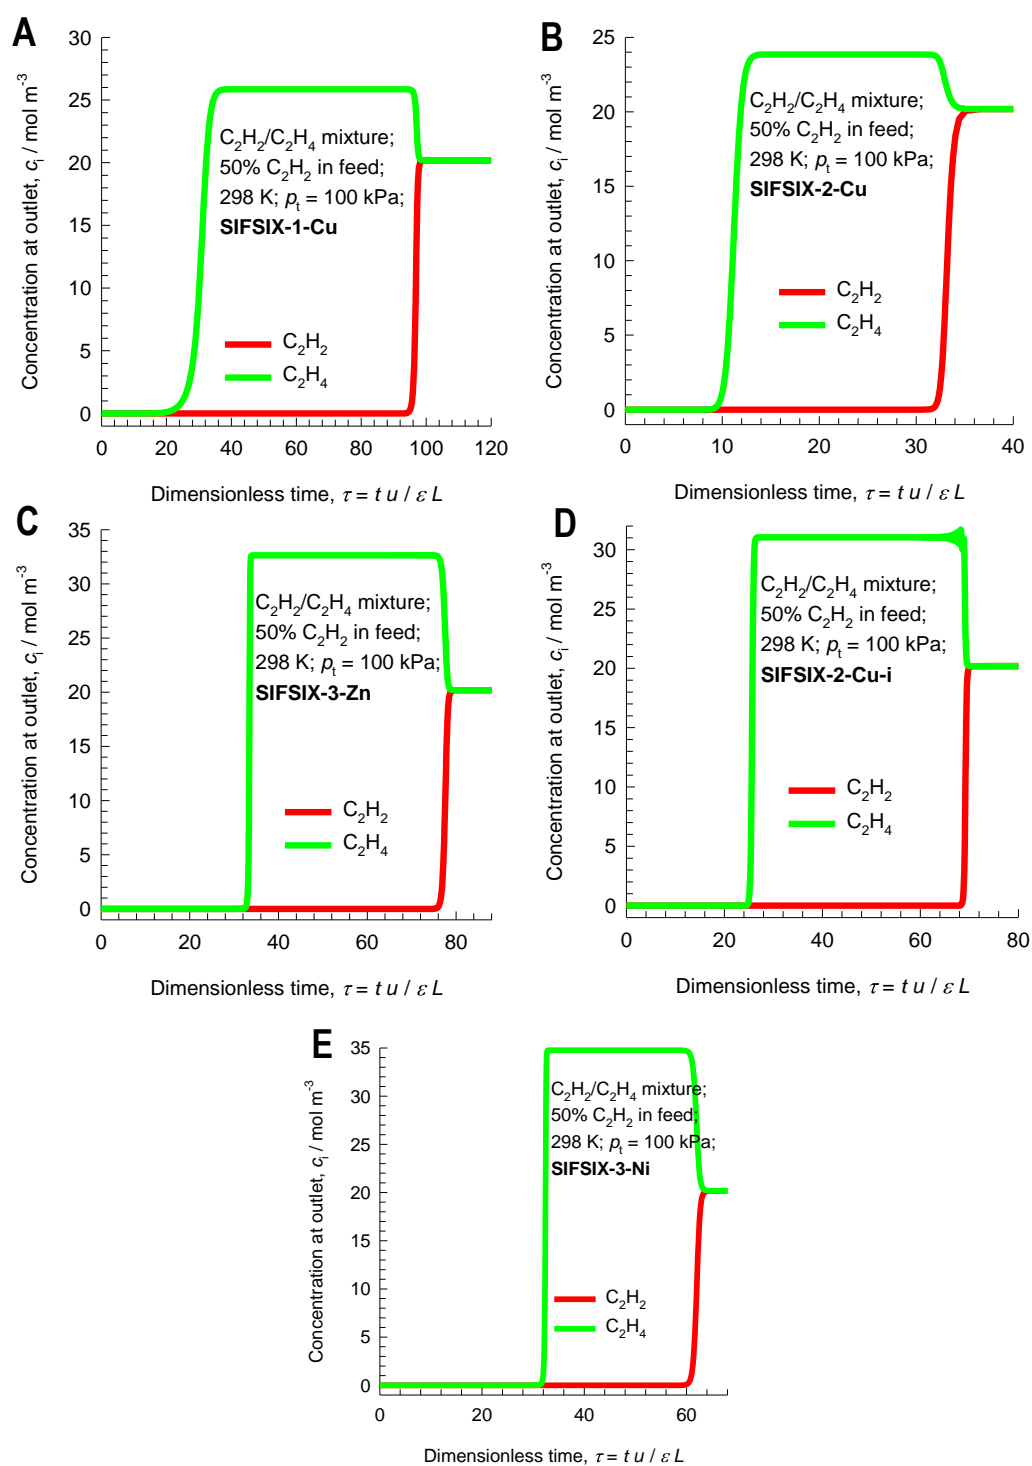 A
Concentration at outlet, cᵢ / mol m⁻³
30
25
20
15
10
5
0
C₂H₂/C₂H₄ mixture;
50% C₂H₂ in feed;
298 K; pₜ = 100 kPa;
SIFSIX-1-Cu
C₂H₂
C₂H₄
0 20 40 60 80 100 120
Dimensionless time, τ = t u / ε L
B
Concentration at outlet, cᵢ / mol m⁻³
25
20
15
10
5
0
C₂H₂/C₂H₄ mixture;
50% C₂H₂ in feed;
298 K; pₜ = 100 kPa;
SIFSIX-2-Cu
C₂H₂
C₂H₄
0 10 20 30 40
Dimensionless time, τ = t u / ε L
C
Concentration at outlet, cᵢ / mol m⁻³
35
30
25
20
15
10
5
0
C₂H₂/C₂H₄ mixture;
50% C₂H₂ in feed;
298 K; pₜ = 100 kPa;
SIFSIX-3-Zn
C₂H₂
C₂H₄
0 20 40 60 80
Dimensionless time, τ = t u / ε L
D
Concentration at outlet, cᵢ / mol m⁻³
30
25
20
15
10
5
0
C₂H₂/C₂H₄ mixture;
50% C₂H₂ in feed;
298 K; pₜ = 100 kPa;
SIFSIX-2-Cu-i
C₂H₂
C₂H₄
0 20 40 60 80
Dimensionless time, τ = t u / ε L
E
Concentration at outlet, cᵢ / mol m⁻³
35
30
25
20
15
10
5
0
C₂H₂/C₂H₄ mixture;
50% C₂H₂ in feed;
298 K; pₜ = 100 kPa;
SIFSIX-3-Ni
C₂H₂
C₂H₄
0 20 40 60
Dimensionless time, τ = t u / ε L